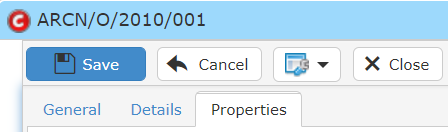 ARCN/O/2010/001
Save Cancel Close
General Details Properties